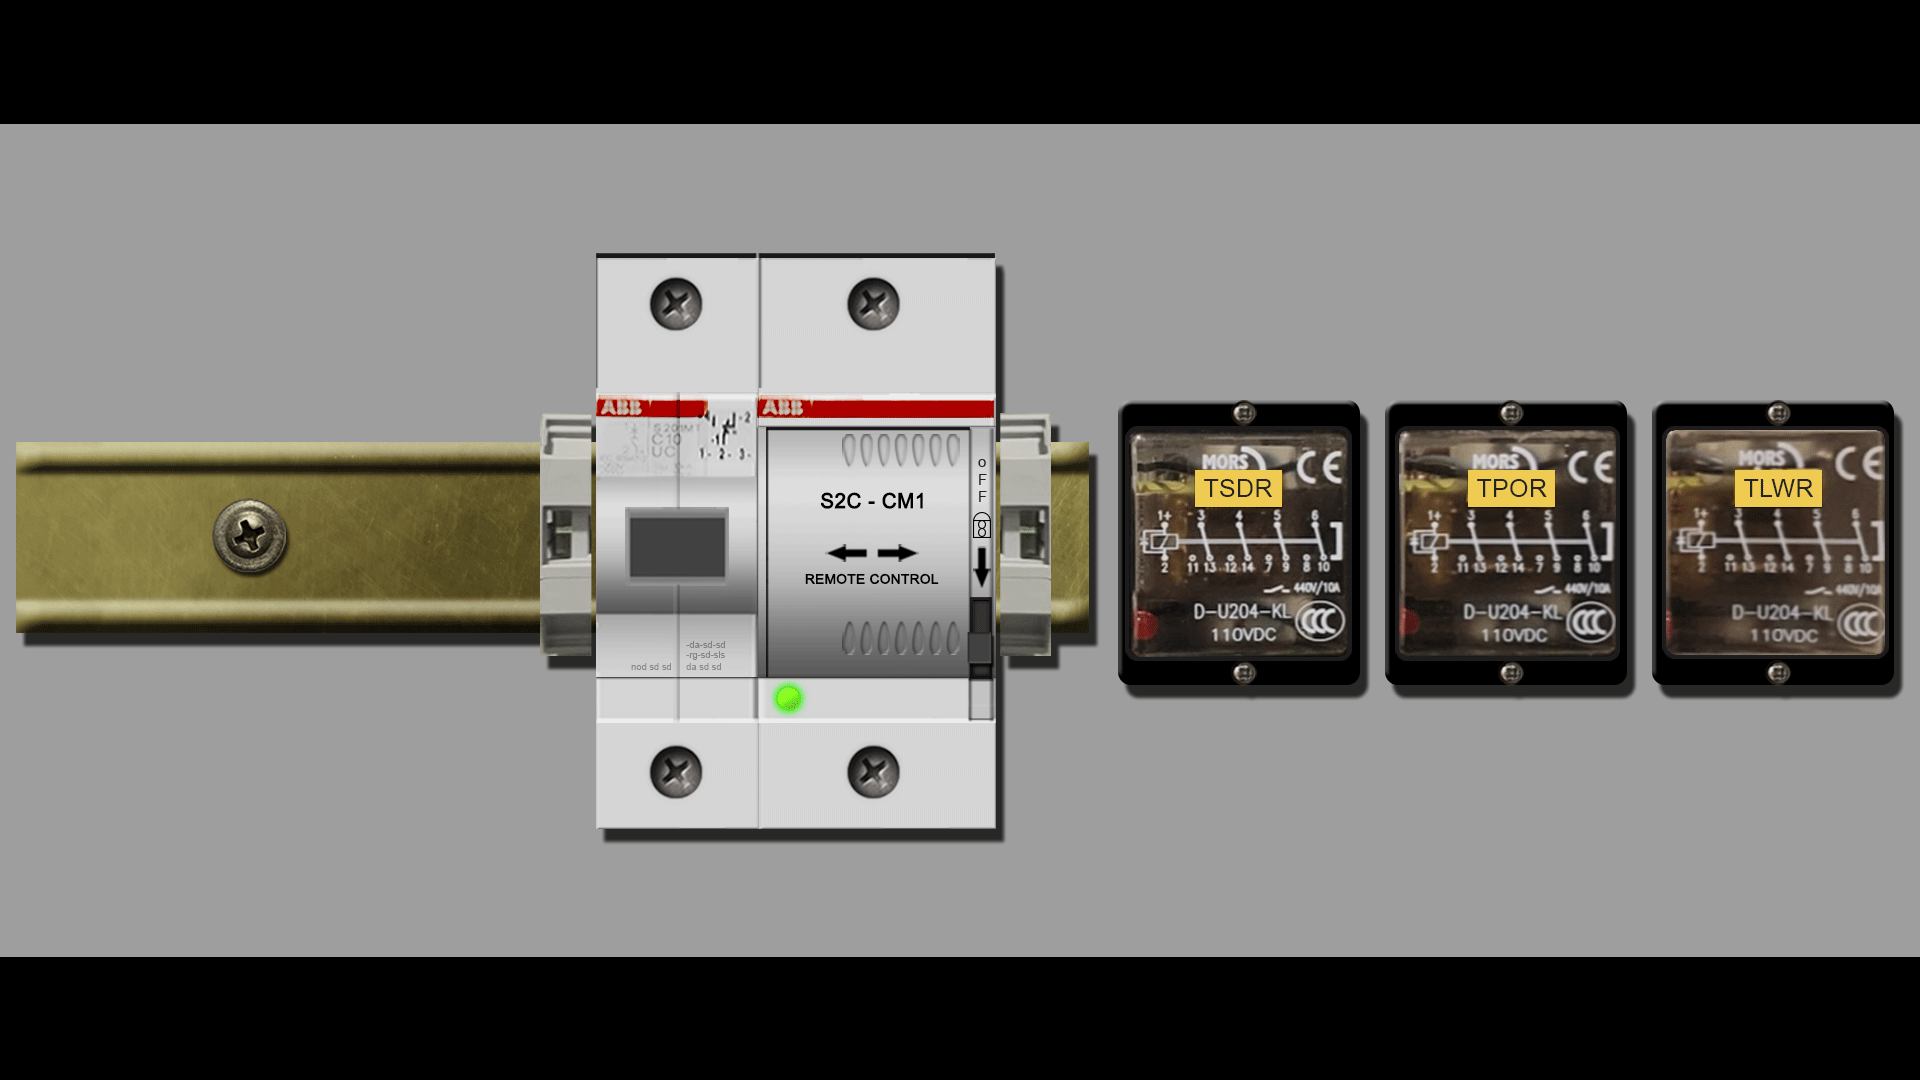 ABB
ABB
S 201M
C10
UC
1- 2- 3-
S2C - CM1
REMOTE CONTROL
OFF
-da-sd-sd
-rg-sd-sls
nod sd sd da sd sd
MORS CE
TSDR
1+ 3 4 5 6
2 11 13 12 14 7 9 8 10
440V/10A
D-U204-KL
110VDC
MORS CE
TPOR
1+ 3 4 5 6
2 11 13 12 14 7 9 8 10
440V/10A
D-U204-KL
110VDC
MORS CE
TLWR
1+ 3 4 5 6
2 11 13 12 14 7 9 8 10
440V/10A
D-U204-KL
110VDC